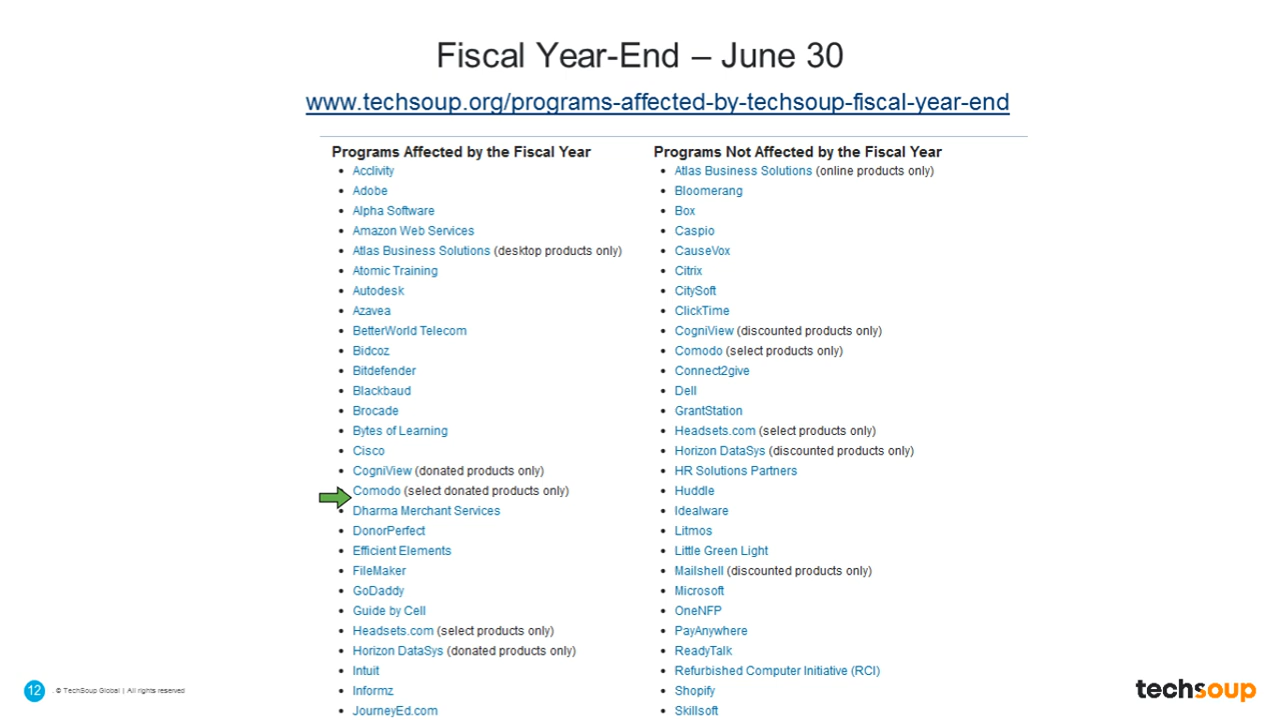 Fiscal Year-End – June 30
www.techsoup.org/programs-affected-by-techsoup-fiscal-year-end
Programs Affected by the Fiscal Year
• Acclivity
• Adobe
• Alpha Software
• Amazon Web Services
• Atlas Business Solutions (desktop products only)
• Atomic Training
• Autodesk
• Azavea
• BetterWorld Telecom
• Bidcoz
• Bitdefender
• Blackbaud
• Brocade
• Bytes of Learning
• Cisco
• CogniView (donated products only)
Comodo (select donated products only)
• Dharma Merchant Services
• DonorPerfect
• Efficient Elements
• FileMaker
• GoDaddy
• Guide by Cell
• Headsets.com (select products only)
• Horizon DataSys (donated products only)
• Intuit
• Informz
• JourneyEd.com
Programs Not Affected by the Fiscal Year
• Atlas Business Solutions (online products only)
• Bloomerang
• Box
• Caspio
• CauseVox
• Citrix
• CitySoft
• ClickTime
• CogniView (discounted products only)
• Comodo (select products only)
• Connect2give
• Dell
• GrantStation
• Headsets.com (select products only)
• Horizon DataSys (discounted products only)
• HR Solutions Partners
• Huddle
• Idealware
• Litmos
• Little Green Light
• Mailshell (discounted products only)
• Microsoft
• OneNFP
• PayAnywhere
• ReadyTalk
• Refurbished Computer Initiative (RCI)
• Shopify
• Skillsoft
12 . © TechSoup Global | All rights reserved
techsoup